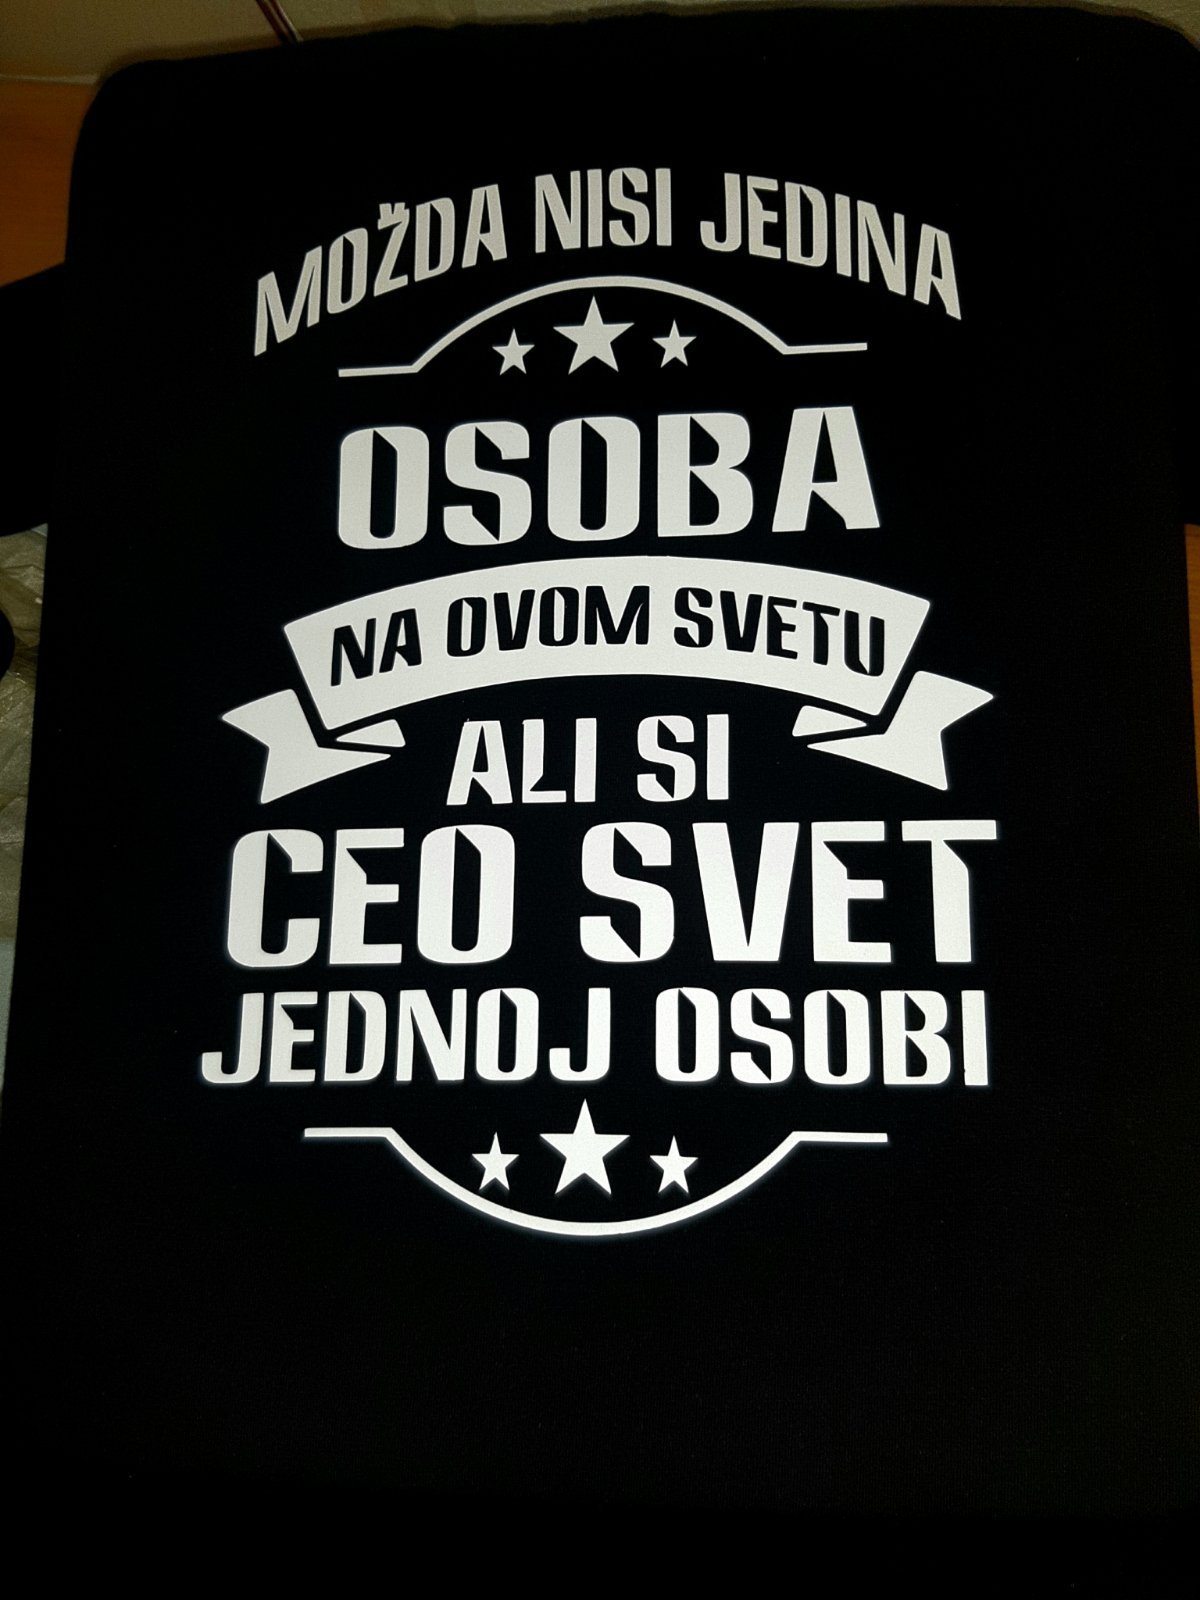 MOŽDA NISI JEDINA
OSOBA
NA OVOM SVETU
ALI SI
CEO SVET
JEDNOJ OSOBI